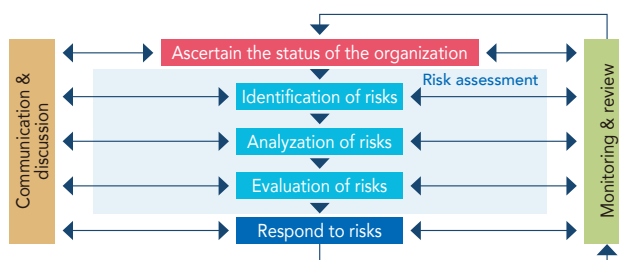 Ascertain the status of the organization
Risk assessment
Identification of risks
Analyzation of risks
Evaluation of risks
Respond to risks
Communication &
discussion
Monitoring & review